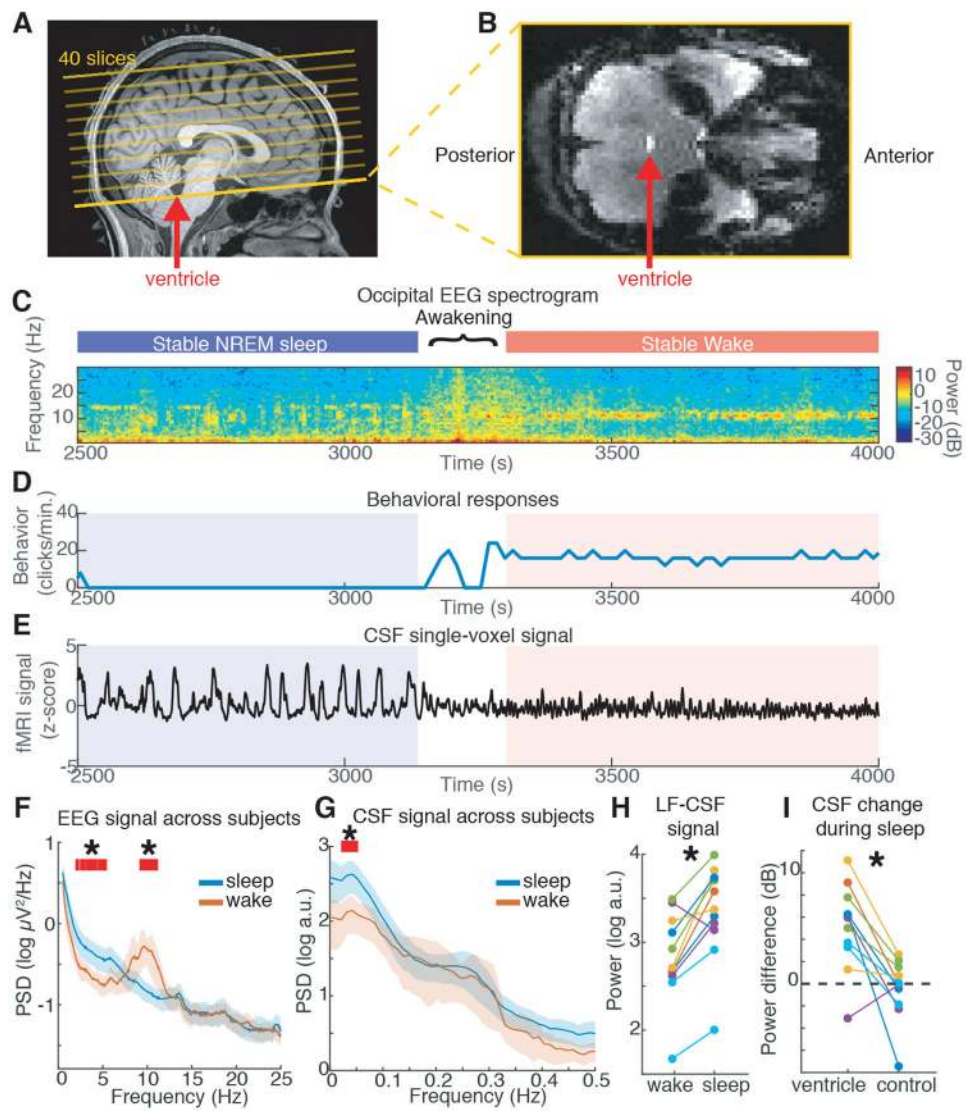 A
40 slices
ventricle
B
Posterior
Anterior
ventricle
C
Occipital EEG spectrogram
Awakening
Stable NREM sleep
Stable Wake
Frequency (Hz)
20
10
2500
3000
3500
4000
Time (s)
10
0
-10
-20
-30
Power (dB)
D
Behavioral responses
Behavior
(clicks/min.)
40
20
0
2500
3000
3500
4000
Time (s)
E
CSF single-voxel signal
fMRI signal
(z-score)
5
0
-5
2500
3000
3500
4000
Time (s)
F
EEG signal across subjects
*
*
sleep
wake
PSD (log µV²/Hz)
1
0
-1
0
5
10
15
20
25
Frequency (Hz)
G
CSF signal across subjects
*
sleep
wake
PSD (log a.u.)
3
2
1
0
0
0.1
0.2
0.3
0.4
0.5
Frequency (Hz)
H
LF-CSF
signal
*
Power (log a.u.)
4
3
2
wake
sleep
I
CSF change
during sleep
*
Power difference (dB)
10
0
ventricle
control